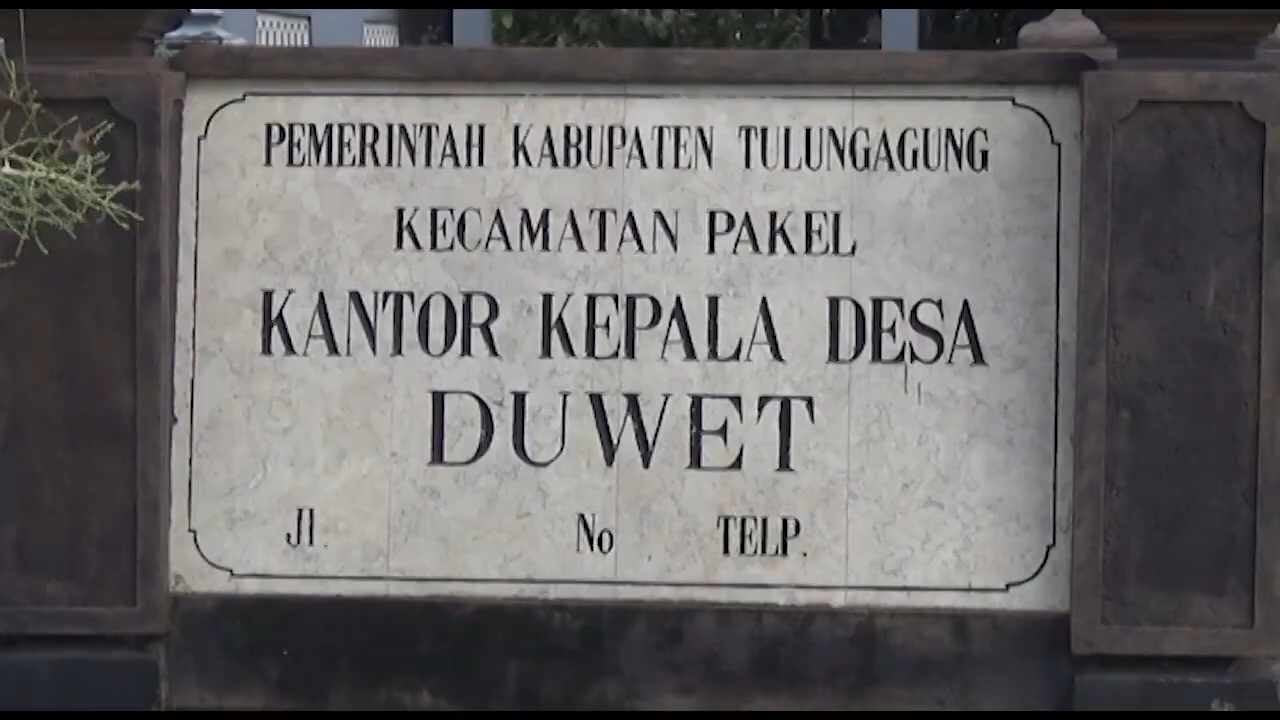 PEMERINTAH KABUPATEN TULUNGAGUNG
KECAMATAN PAKEL
KANTOR KEPALA DESA
DUWET
Jl. No TELP.